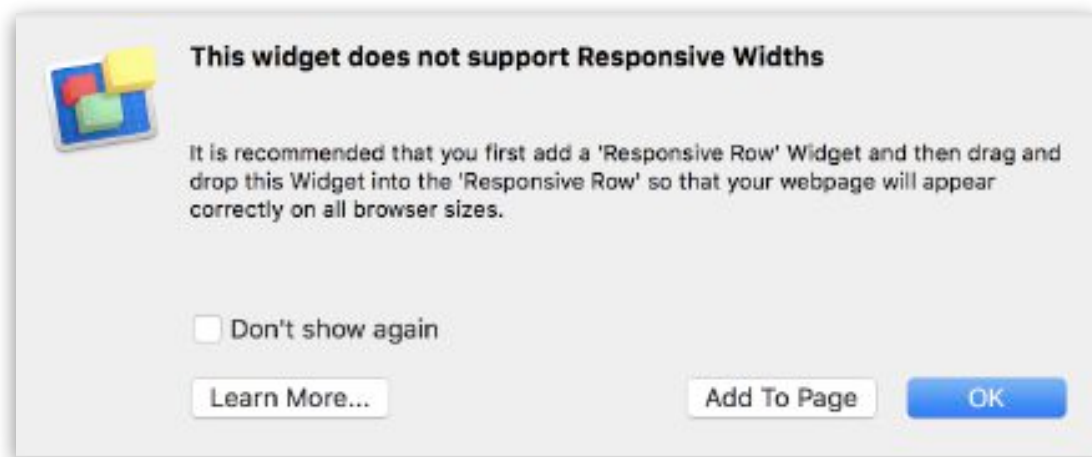 This widget does not support Responsive Widths
It is recommended that you first add a 'Responsive Row' Widget and then drag and
drop this Widget into the 'Responsive Row' so that your webpage will appear
correctly on all browser sizes.
Don't show again
Learn More...
Add To Page
OK